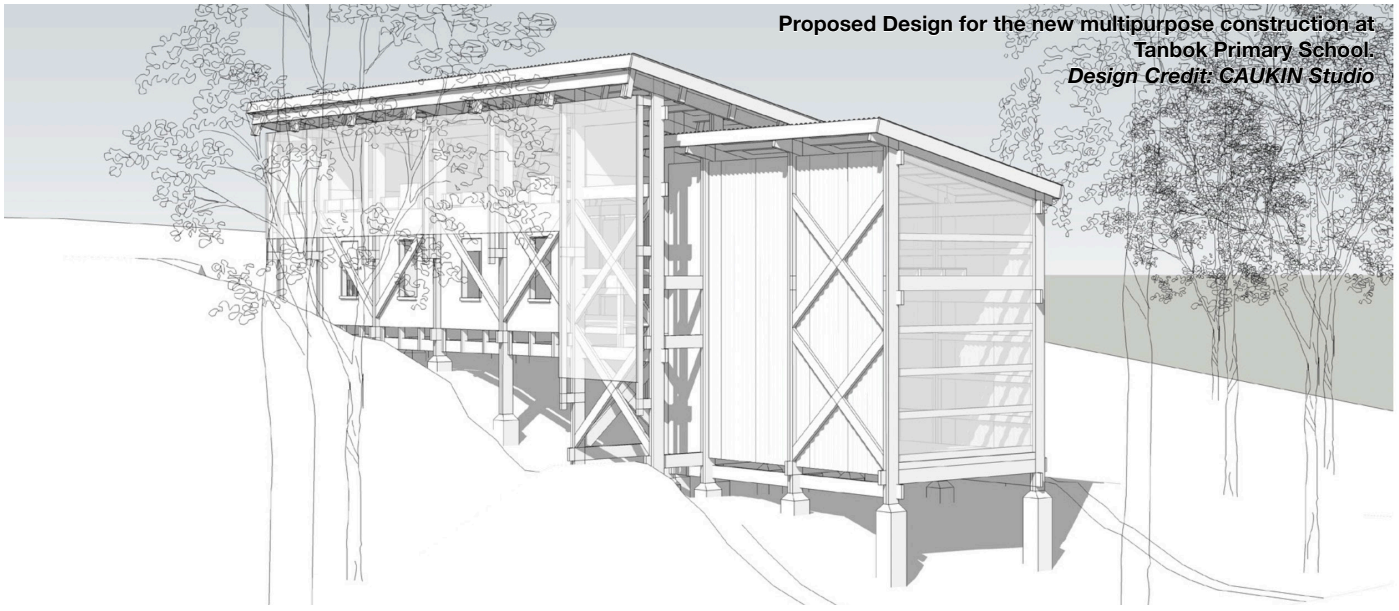 Proposed Design for the new multipurpose construction at
Tanbok Primary School.
Design Credit: CAUKIN Studio